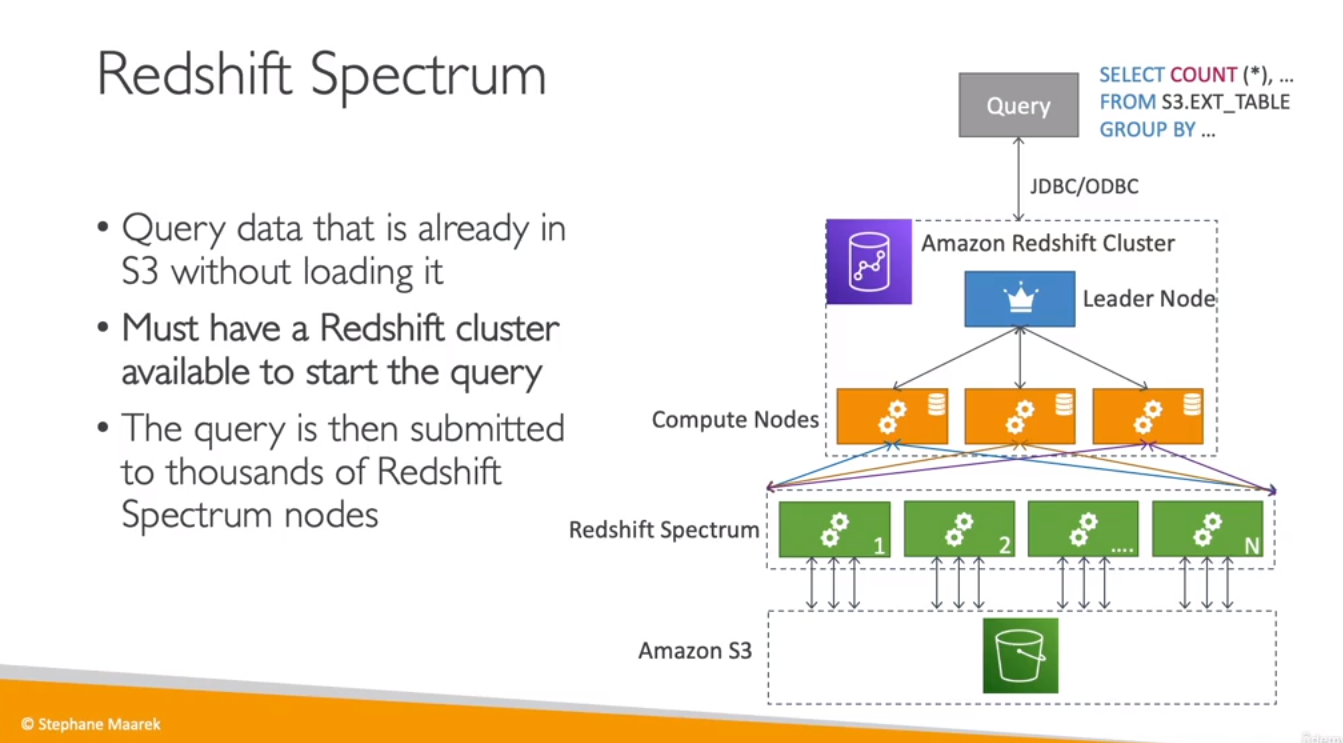 Redshift Spectrum
• Query data that is already in
S3 without loading it
• Must have a Redshift cluster
available to start the query
• The query is then submitted
to thousands of Redshift
Spectrum nodes
Query
SELECT COUNT (*), ...
FROM S3.EXT_TABLE
GROUP BY ...
JDBC/ODBC
Amazon Redshift Cluster
Leader Node
Compute Nodes
Redshift Spectrum
1
2
....
N
Amazon S3
© Stephane Maarek